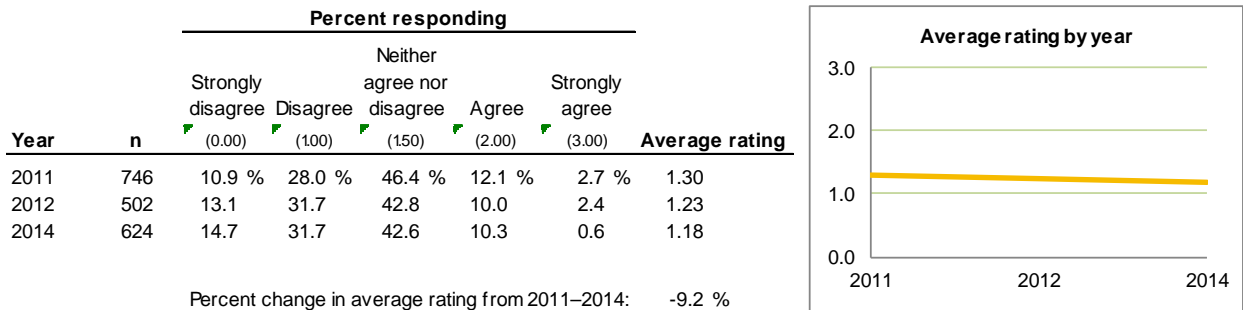 Percent responding
Neither
Strongly agree nor Strongly
disagree Disagree disagree Agree agree
Year n (0.00) (1.00) (1.50) (2.00) (3.00) Average rating
2011 746 10.9 % 28.0 % 46.4 % 12.1 % 2.7 % 1.30
2012 502 13.1 31.7 42.8 10.0 2.4 1.23
2014 624 14.7 31.7 42.6 10.3 0.6 1.18
Percent change in average rating from 2011–2014: -9.2 %
Average rating by year
3.0
2.0
1.0
0.0
2011 2012 2014